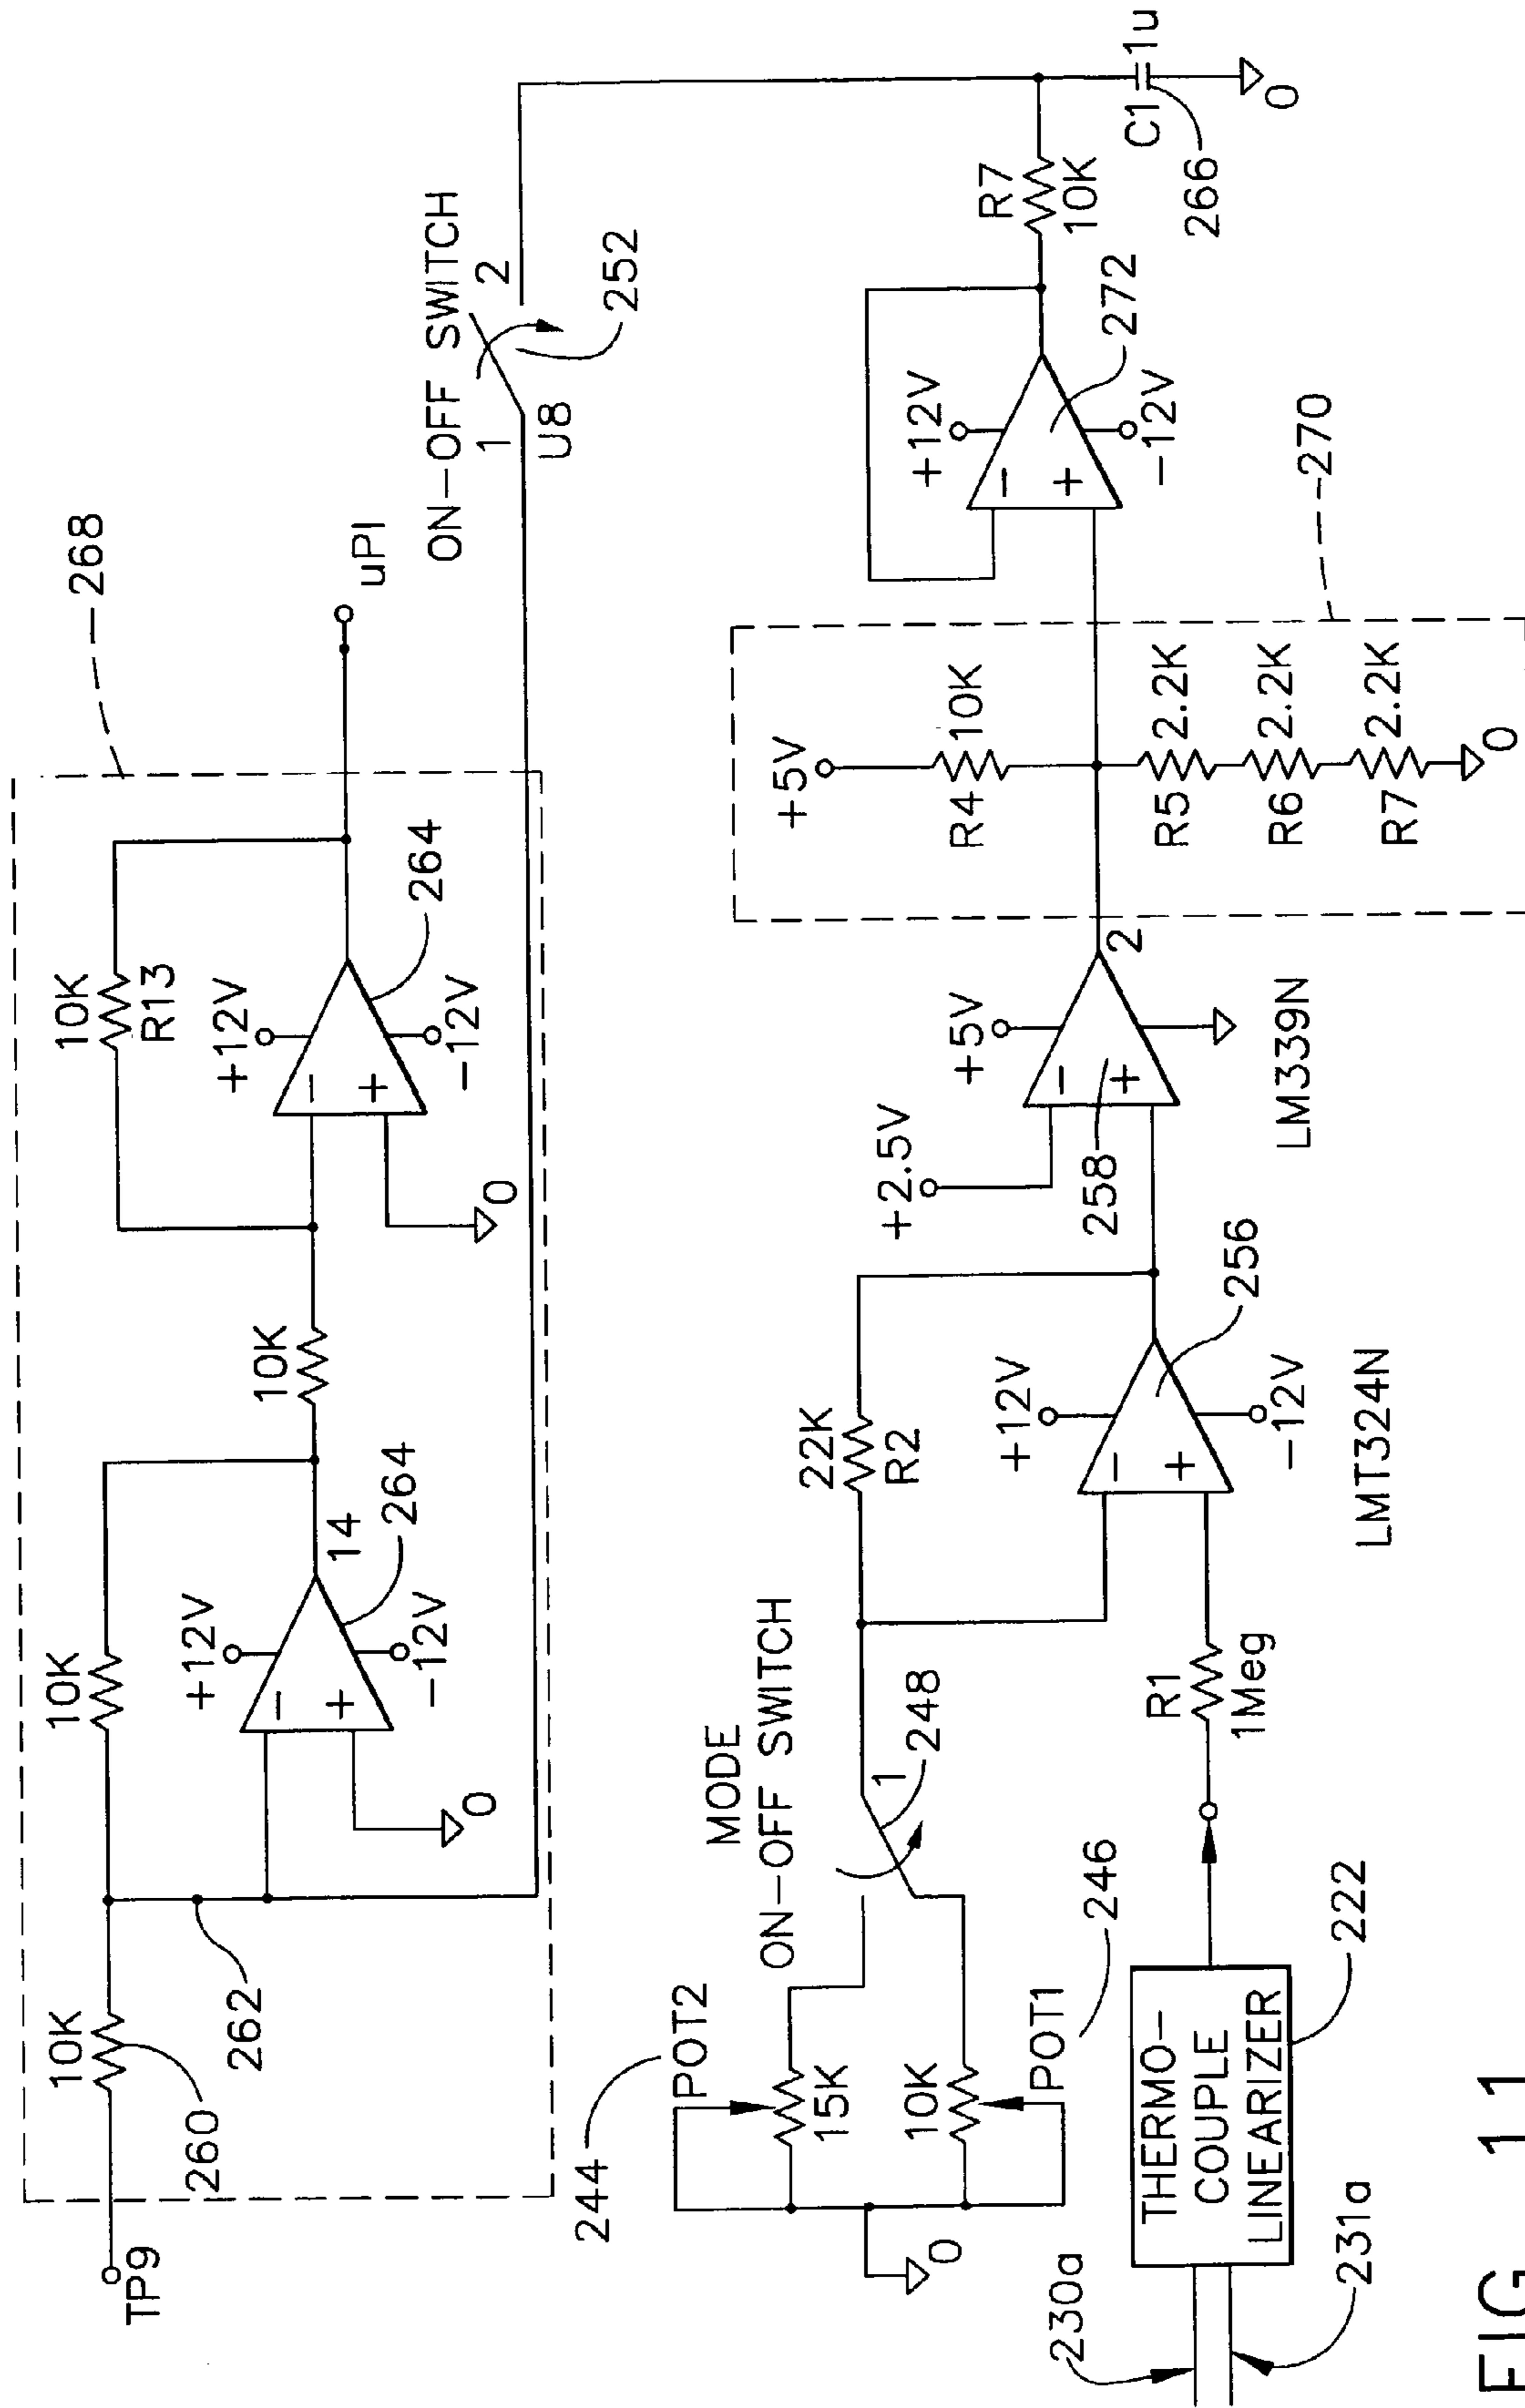 268
10K
R13
+12V
264
-12V
uPI
0
10K
10K
+12V
14
264
-12V
0
10K
260
262
TP9
ON-OFF SWITCH
1
2
U8
252
MODE
ON-OFF SWITCH
1
248
244
POT2
15K
10K
POT1
246
0
22K
R2
+12V
256
-12V
LMT324N
R1
1Meg
THERMO-
COUPLE
LINEARIZER
222
230a
231a
+2.5V
+5V
258
2
LM339N
270
+5V
R4
10K
R5
2.2K
R6
2.2K
R7
2.2K
0
+12V
272
-12V
R7
10K
C1
1u
266
0
FIG. 11